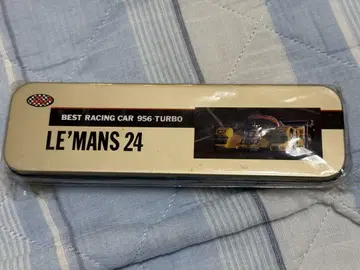 BEST RACING CAR 956 TURBO
LE'MANS 24